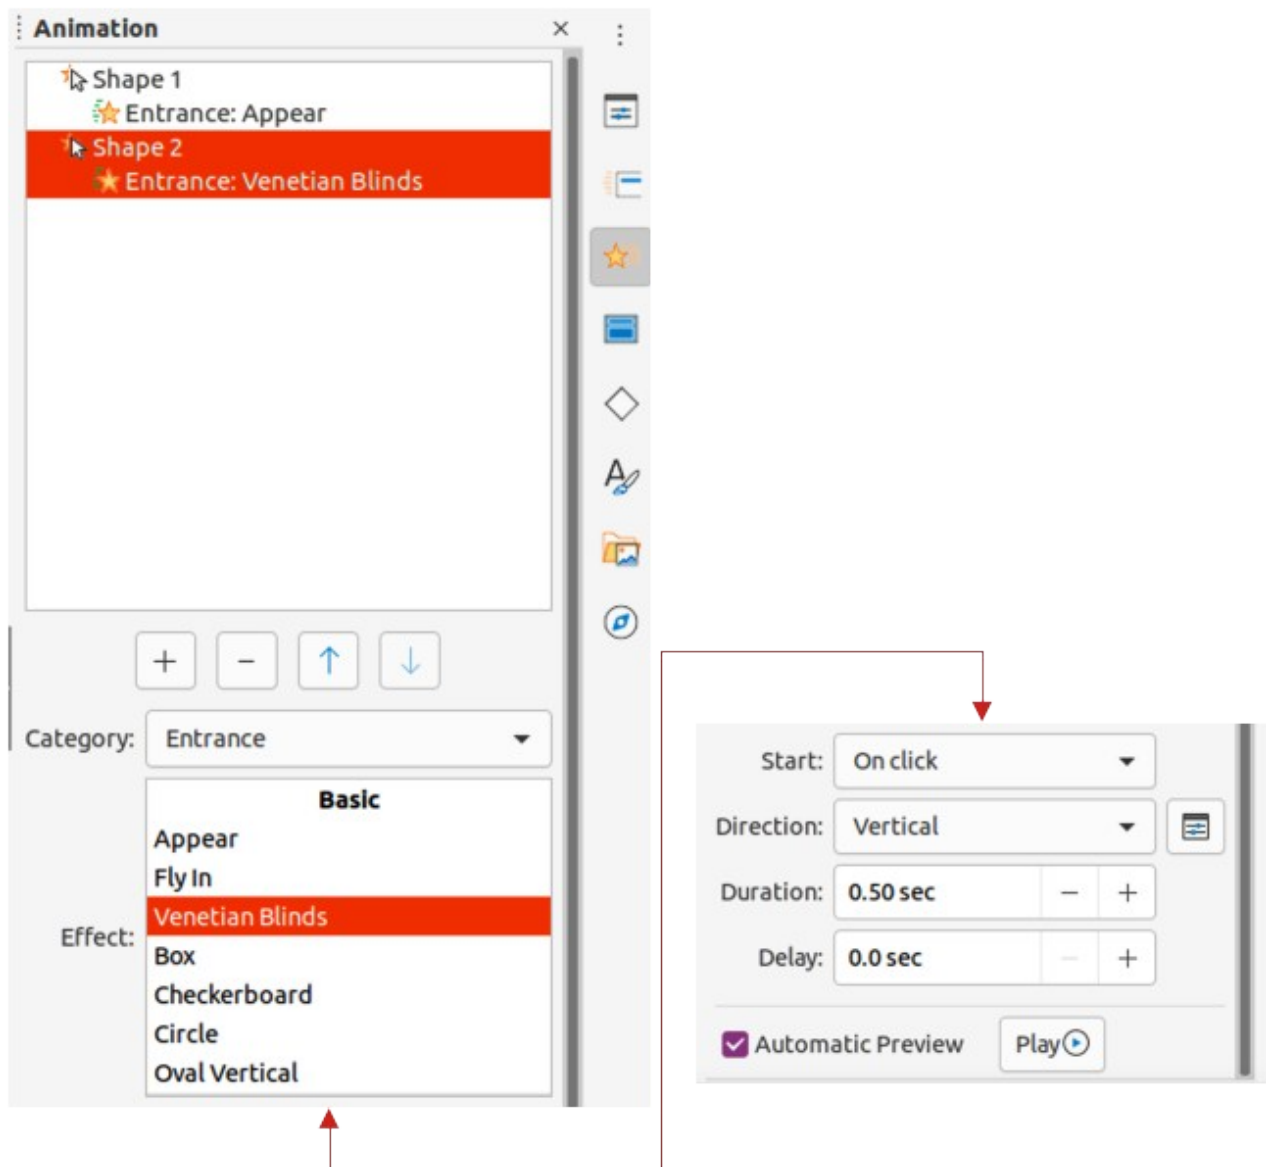 Animation
Shape 1
Entrance: Appear
Shape 2
Entrance: Venetian Blinds
Category: Entrance
Basic
Appear
Fly In
Venetian Blinds
Effect:
Box
Checkerboard
Circle
Oval Vertical
Start: On click
Direction: Vertical
Duration: 0.50 sec
Delay: 0.0 sec
Automatic Preview Play